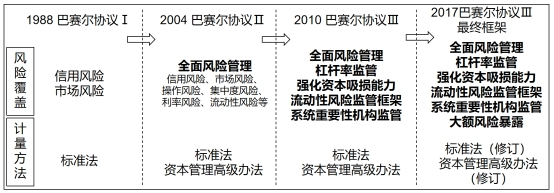 1988 巴塞尔协议Ⅰ
2004 巴塞尔协议Ⅱ
2010 巴塞尔协议Ⅲ
2017巴塞尔协议Ⅲ
最终框架
风险覆盖
信用风险
市场风险
全面风险管理
信用风险、市场风险、
操作风险、集中度风险、
利率风险、流动性风险等
全面风险管理
杠杆率监管
强化资本吸损能力
流动性风险监管框架
系统重要性机构监管
全面风险管理
杠杆率监管
强化资本吸损能力
流动性风险监管框架
系统重要性机构监管
大额风险暴露
计量方法
标准法
标准法
资本管理高级办法
标准法
资本管理高级办法
标准法（修订）
资本管理高级办法
（修订）